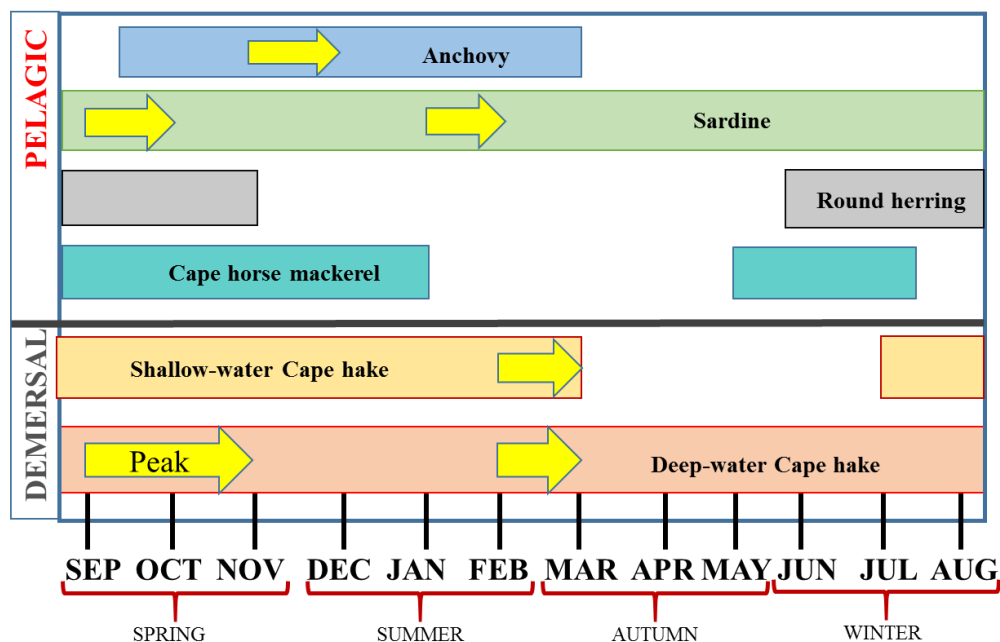 PELAGIC
Anchovy
Sardine
Round herring
Cape horse mackerel
DEMERSAL
Shallow-water Cape hake
Peak
Deep-water Cape hake
SEP OCT NOV DEC JAN FEB MAR APR MAY JUN JUL AUG
SPRING SUMMER AUTUMN WINTER